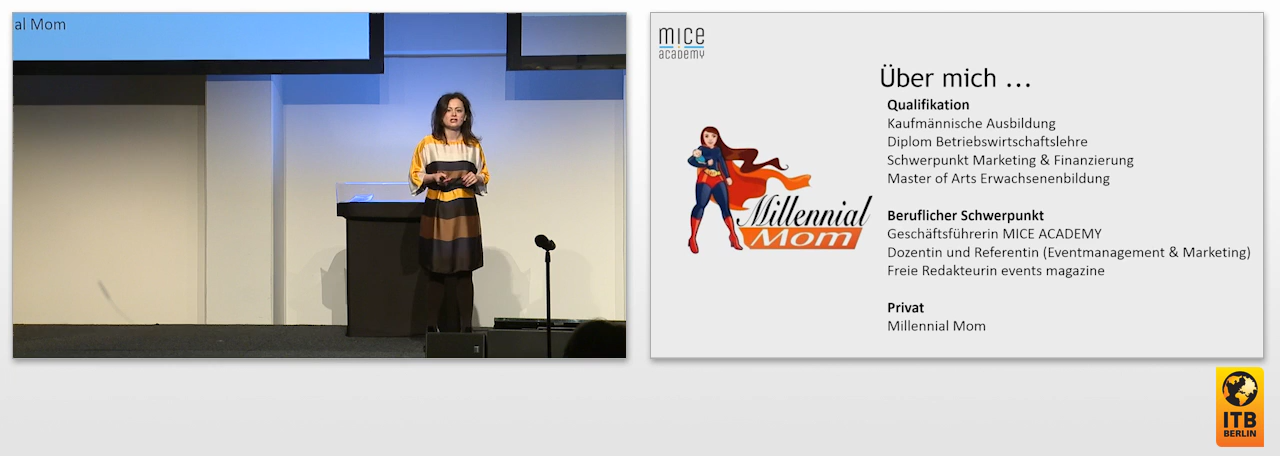 al Mom
mice
academy
Über mich ...
Qualifikation
Kaufmännische Ausbildung
Diplom Betriebswirtschaftslehre
Schwerpunkt Marketing & Finanzierung
Master of Arts Erwachsenenbildung
Millennial
Mom
Beruflicher Schwerpunkt
Geschäftsführerin MICE ACADEMY
Dozentin und Referentin (Eventmanagement & Marketing)
Freie Redakteurin events magazine
Privat
Millennial Mom
ITB
BERLIN